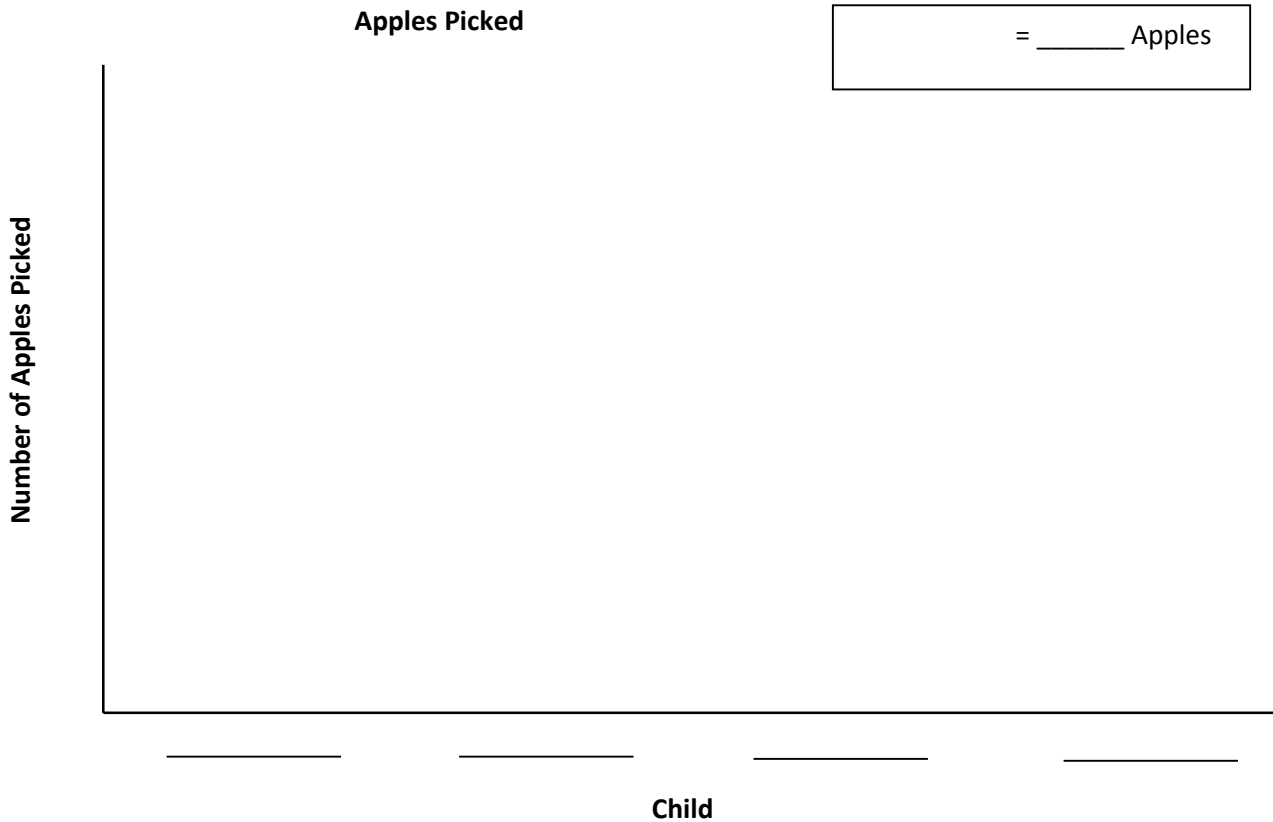 Apples Picked
= ______ Apples
Number of Apples Picked
Child